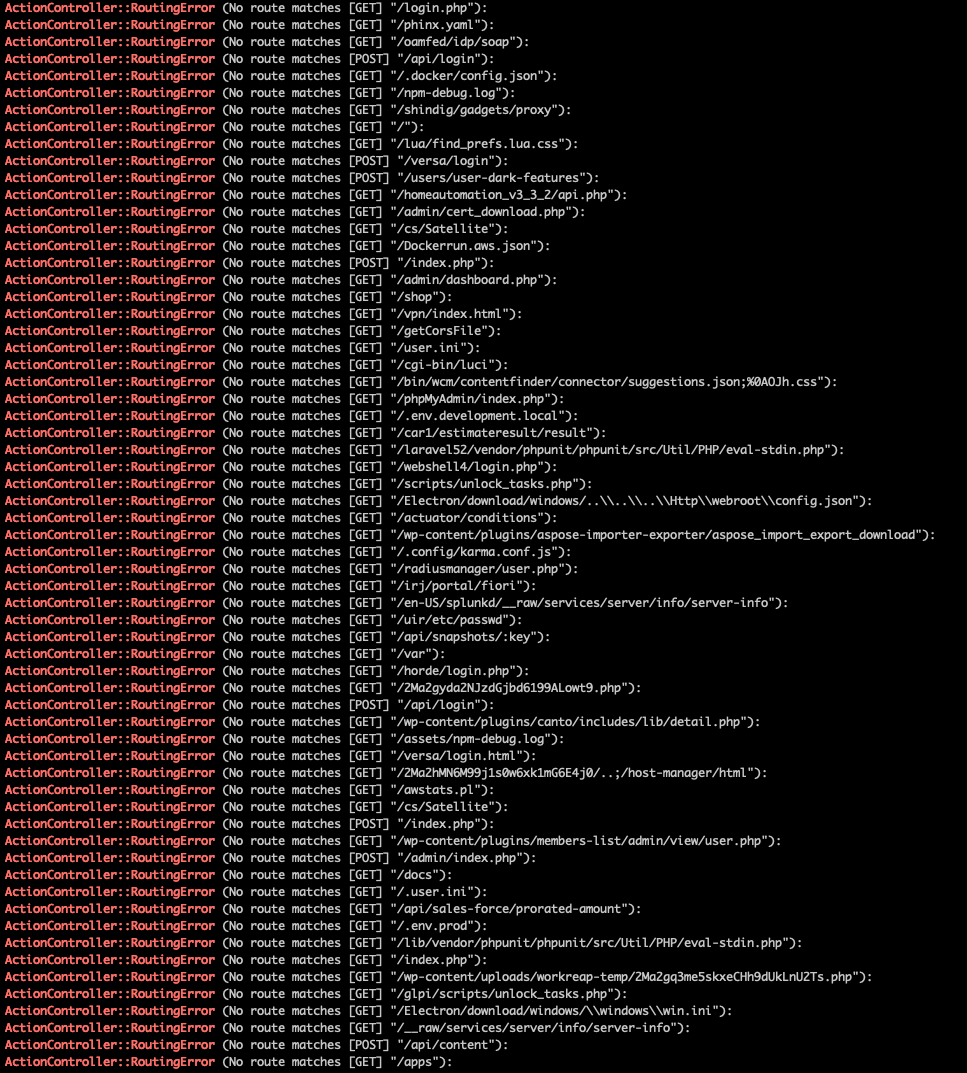 ActionController::RoutingError (No route matches [GET] "/login.php"):
ActionController::RoutingError (No route matches [GET] "/phinx.yaml"):
ActionController::RoutingError (No route matches [GET] "/oamfed/idp/soap"):
ActionController::RoutingError (No route matches [POST] "/api/login"):
ActionController::RoutingError (No route matches [GET] "/.docker/config.json"):
ActionController::RoutingError (No route matches [GET] "/npm-debug.log"):
ActionController::RoutingError (No route matches [GET] "/shindig/gadgets/proxy"):
ActionController::RoutingError (No route matches [GET] "/"):
ActionController::RoutingError (No route matches [GET] "/lua/find_prefs.lua.css"):
ActionController::RoutingError (No route matches [POST] "/versa/login"):
ActionController::RoutingError (No route matches [POST] "/users/user-dark-features"):
ActionController::RoutingError (No route matches [GET] "/homeautomation_v3_3_2/api.php"):
ActionController::RoutingError (No route matches [GET] "/admin/cert_download.php"):
ActionController::RoutingError (No route matches [GET] "/cs/Satellite"):
ActionController::RoutingError (No route matches [GET] "/Dockerrun.aws.json"):
ActionController::RoutingError (No route matches [POST] "/index.php"):
ActionController::RoutingError (No route matches [GET] "/admin/dashboard.php"):
ActionController::RoutingError (No route matches [GET] "/shop"):
ActionController::RoutingError (No route matches [GET] "/vpn/index.html"):
ActionController::RoutingError (No route matches [GET] "/getCorsFile"):
ActionController::RoutingError (No route matches [GET] "/user.ini"):
ActionController::RoutingError (No route matches [GET] "/cgi-bin/luci"):
ActionController::RoutingError (No route matches [GET] "/bin/wcm/contentfinder/connector/suggestions.json;%0AOJh.css"):
ActionController::RoutingError (No route matches [GET] "/phpMyAdmin/index.php"):
ActionController::RoutingError (No route matches [GET] "/.env.development.local"):
ActionController::RoutingError (No route matches [GET] "/car1/estimateresult/result"):
ActionController::RoutingError (No route matches [GET] "/laravel52/vendor/phpunit/phpunit/src/Util/PHP/eval-stdin.php"):
ActionController::RoutingError (No route matches [GET] "/webshell4/login.php"):
ActionController::RoutingError (No route matches [GET] "/scripts/unlock_tasks.php"):
ActionController::RoutingError (No route matches [GET] "/Electron/download/windows/..\\..\\..\\Http\\webroot\\config.json"):
ActionController::RoutingError (No route matches [GET] "/actuator/conditions"):
ActionController::RoutingError (No route matches [GET] "/wp-content/plugins/aspose-importer-exporter/aspose_import_export_download"):
ActionController::RoutingError (No route matches [GET] "/.config/karma.conf.js"):
ActionController::RoutingError (No route matches [GET] "/radiusmanager/user.php"):
ActionController::RoutingError (No route matches [GET] "/irj/portal/fiori"):
ActionController::RoutingError (No route matches [GET] "/en-US/splunkd/__raw/services/server/info/server-info"):
ActionController::RoutingError (No route matches [GET] "/uir/etc/passwd"):
ActionController::RoutingError (No route matches [GET] "/api/snapshots/:key"):
ActionController::RoutingError (No route matches [GET] "/var"):
ActionController::RoutingError (No route matches [GET] "/horde/login.php"):
ActionController::RoutingError (No route matches [GET] "/2Ma2gyda2NJzdGjbd6199ALowt9.php"):
ActionController::RoutingError (No route matches [POST] "/api/login"):
ActionController::RoutingError (No route matches [GET] "/wp-content/plugins/canto/includes/lib/detail.php"):
ActionController::RoutingError (No route matches [GET] "/assets/npm-debug.log"):
ActionController::RoutingError (No route matches [GET] "/versa/login.html"):
ActionController::RoutingError (No route matches [GET] "/2Ma2hMN6M99j1s0w6xk1mG6E4j0/..;/host-manager/html"):
ActionController::RoutingError (No route matches [GET] "/awstats.pl"):
ActionController::RoutingError (No route matches [GET] "/cs/Satellite"):
ActionController::RoutingError (No route matches [POST] "/index.php"):
ActionController::RoutingError (No route matches [GET] "/wp-content/plugins/members-list/admin/view/user.php"):
ActionController::RoutingError (No route matches [POST] "/admin/index.php"):
ActionController::RoutingError (No route matches [GET] "/docs"):
ActionController::RoutingError (No route matches [GET] "/.user.ini"):
ActionController::RoutingError (No route matches [GET] "/api/sales-force/prorated-amount"):
ActionController::RoutingError (No route matches [GET] "/.env.prod"):
ActionController::RoutingError (No route matches [GET] "/lib/vendor/phpunit/phpunit/src/Util/PHP/eval-stdin.php"):
ActionController::RoutingError (No route matches [GET] "/index.php"):
ActionController::RoutingError (No route matches [GET] "/wp-content/uploads/workreap-temp/2Ma2gq3me5skxeCHh9dUkLnU2Ts.php"):
ActionController::RoutingError (No route matches [GET] "/glpi/scripts/unlock_tasks.php"):
ActionController::RoutingError (No route matches [GET] "/Electron/download/windows/\\windows\\win.ini"):
ActionController::RoutingError (No route matches [GET] "/__raw/services/server/info/server-info"):
ActionController::RoutingError (No route matches [POST] "/api/content"):
ActionController::RoutingError (No route matches [GET] "/apps"):